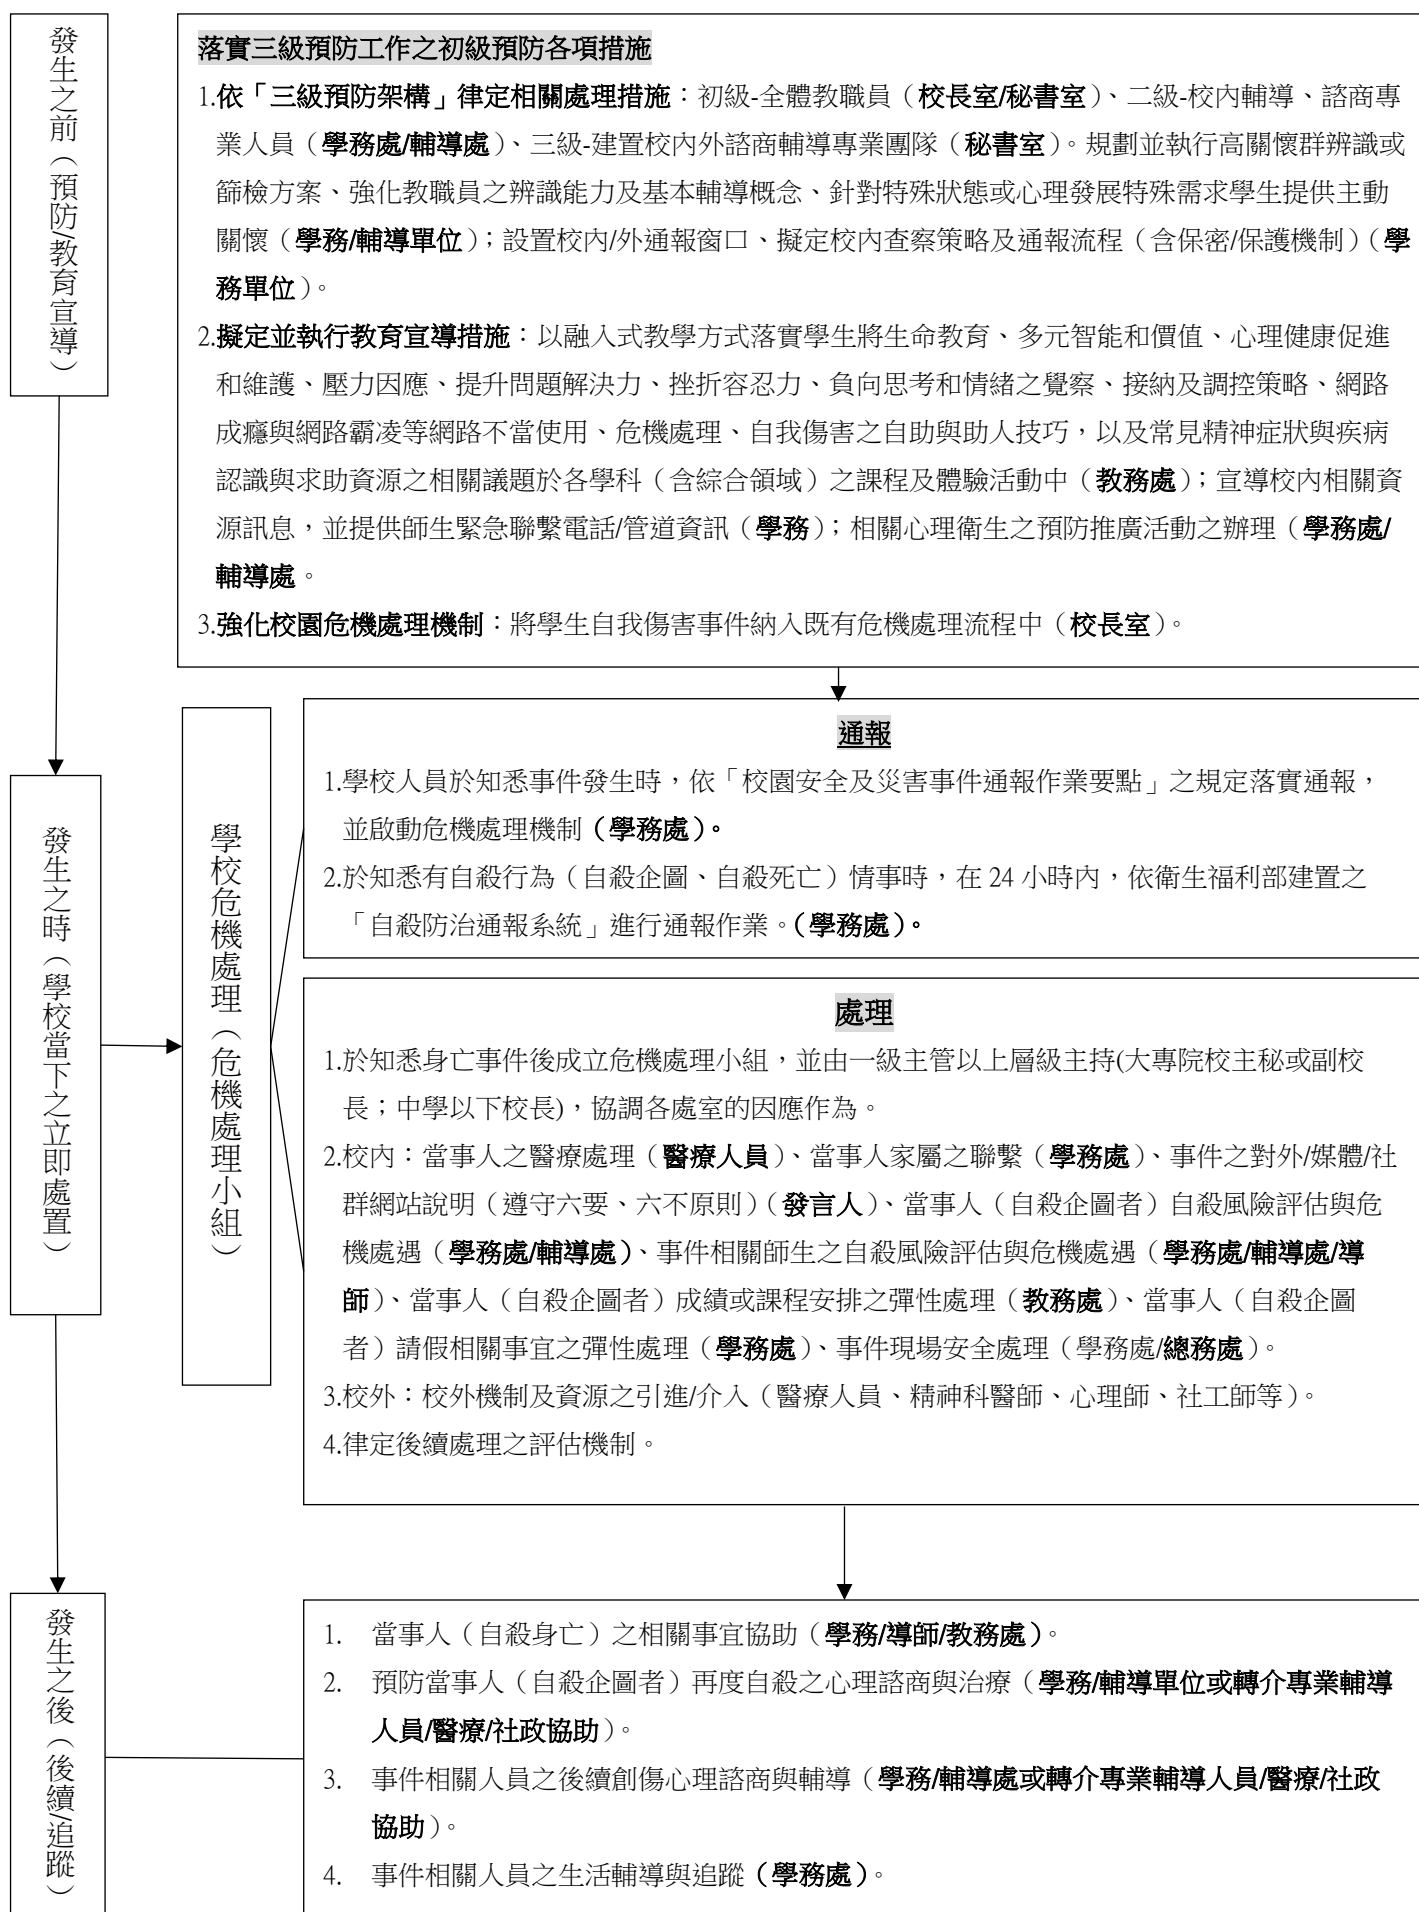 發生之前（預防/教育宣導）
落實三級預防工作之初級預防各項措施
1.依「三級預防架構」律定相關處理措施：初級-全體教職員（校長室/秘書室）、二級-校內輔導、諮商專
業人員（學務處/輔導處）、三級-建置校內外諮商輔導專業團隊（秘書室）。規劃並執行高關懷群辨識或
篩檢方案、強化教職員之辨識能力及基本輔導概念、針對特殊狀態或心理發展特殊需求學生提供主動
關懷（學務/輔導單位）；設置校內/外通報窗口、擬定校內查察策略及通報流程（含保密/保護機制）（學
務單位）。
2.擬定並執行教育宣導措施：以融入式教學方式落實學生將生命教育、多元智能和價值、心理健康促進
和維護、壓力因應、提升問題解決力、挫折容忍力、負向思考和情緒之覺察、接納及調控策略、網路
成癮與網路霸凌等網路不當使用、危機處理、自我傷害之自助與助人技巧，以及常見精神症狀與疾病
認識與求助資源之相關議題於各學科（含綜合領域）之課程及體驗活動中（教務處）；宣導校內相關資
源訊息，並提供師生緊急聯繫電話/管道資訊（學務）；相關心理衛生之預防推廣活動之辦理（學務處/
輔導處。
3.強化校園危機處理機制：將學生自我傷害事件納入既有危機處理流程中（校長室）。
發生之時（學校當下之立即處置）
學校危機處理（危機處理小組）
通報
1.學校人員於知悉事件發生時，依「校園安全及災害事件通報作業要點」之規定落實通報，
並啟動危機處理機制（學務處）。
2.於知悉有自殺行為（自殺企圖、自殺死亡）情事時，在 24 小時內，依衛生福利部建置之
「自殺防治通報系統」進行通報作業。（學務處）。
處理
1.於知悉身亡事件後成立危機處理小組，並由一級主管以上層級主持(大專院校主秘或副校
長；中學以下校長)，協調各處室的因應作為。
2.校內：當事人之醫療處理（醫療人員）、當事人家屬之聯繫（學務處）、事件之對外/媒體/社
群網站說明（遵守六要、六不原則）（發言人）、當事人（自殺企圖者）自殺風險評估與危
機處遇（學務處/輔導處）、事件相關師生之自殺風險評估與危機處遇（學務處/輔導處/導
師）、當事人（自殺企圖者）成績或課程安排之彈性處理（教務處）、當事人（自殺企圖
者）請假相關事宜之彈性處理（學務處）、事件現場安全處理（學務處/總務處）。
3.校外：校外機制及資源之引進/介入（醫療人員、精神科醫師、心理師、社工師等）。
4.律定後續處理之評估機制。
發生之後（後續/追蹤）
1. 當事人（自殺身亡）之相關事宜協助（學務/導師/教務處）。
2. 預防當事人（自殺企圖者）再度自殺之心理諮商與治療（學務/輔導單位或轉介專業輔導
人員/醫療/社政協助）。
3. 事件相關人員之後續創傷心理諮商與輔導（學務/輔導處或轉介專業輔導人員/醫療/社政
協助）。
4. 事件相關人員之生活輔導與追蹤（學務處）。